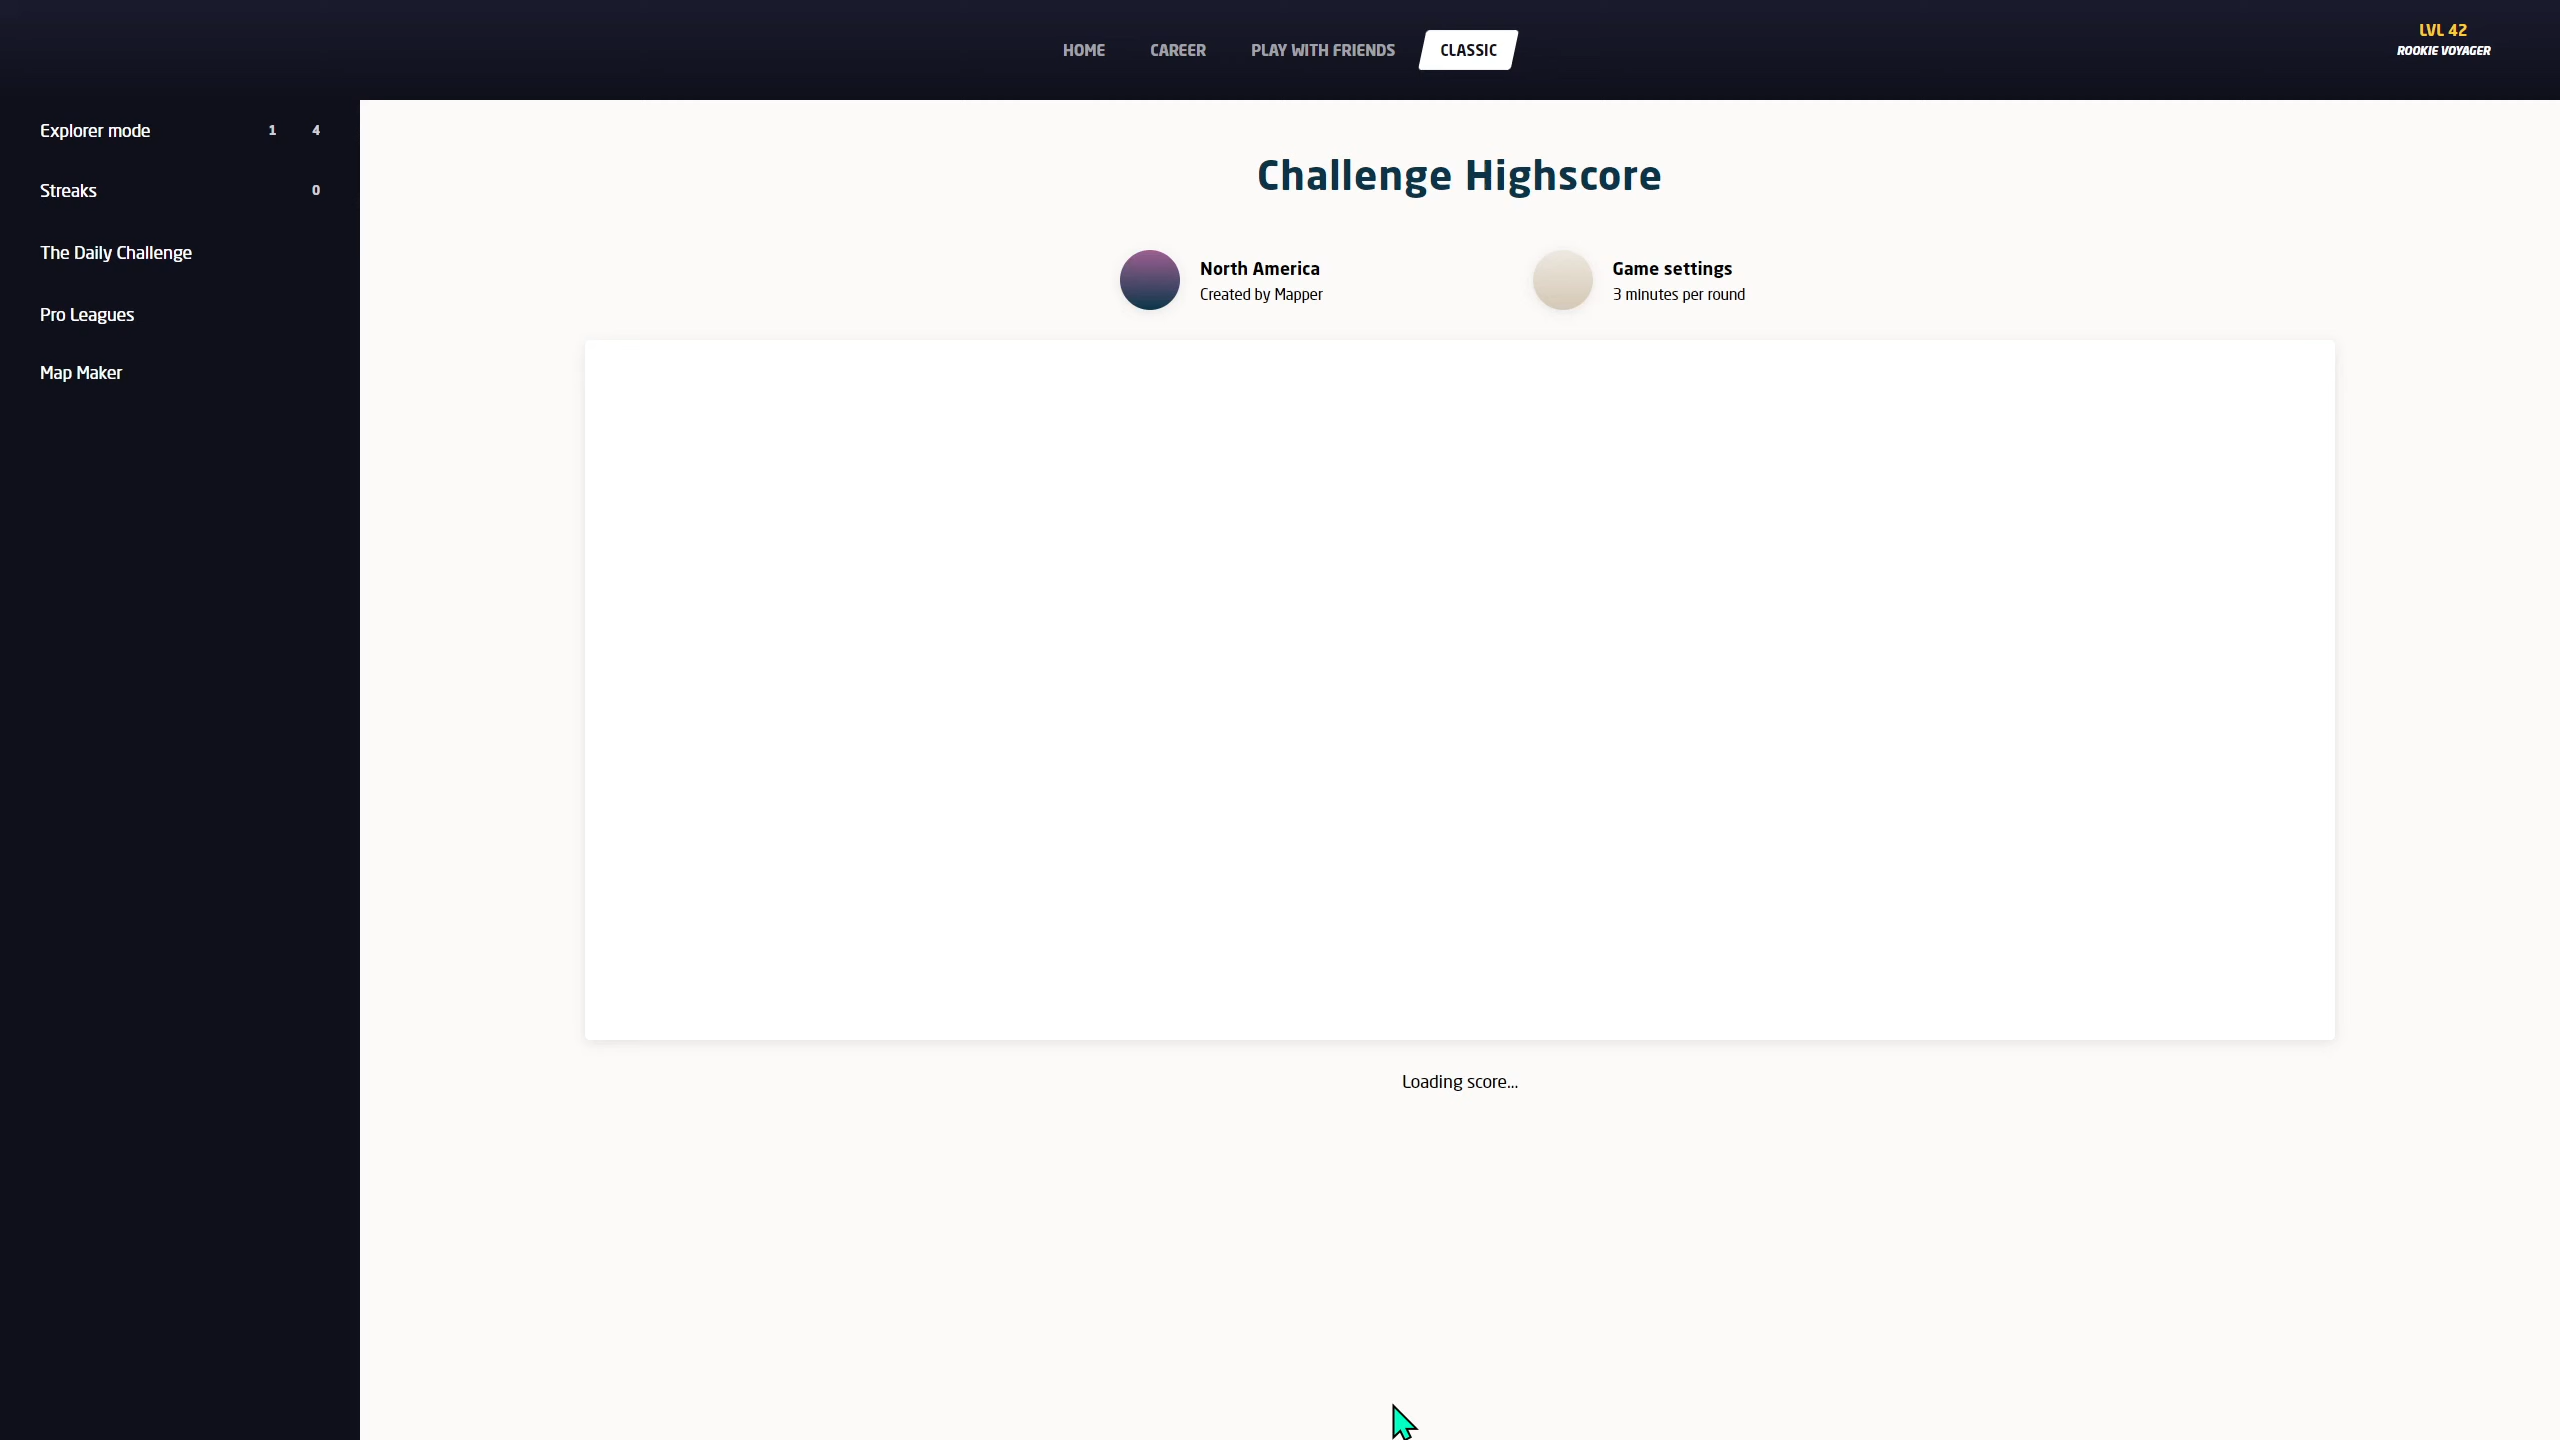 HOME
CAREER
PLAY WITH FRIENDS
CLASSIC
LVL 42
ROOKIE VOYAGER
Explorer mode 1 4
Streaks 0
The Daily Challenge
Pro Leagues
Map Maker
Challenge Highscore
North America
Created by Mapper
Game settings
3 minutes per round
Loading score...